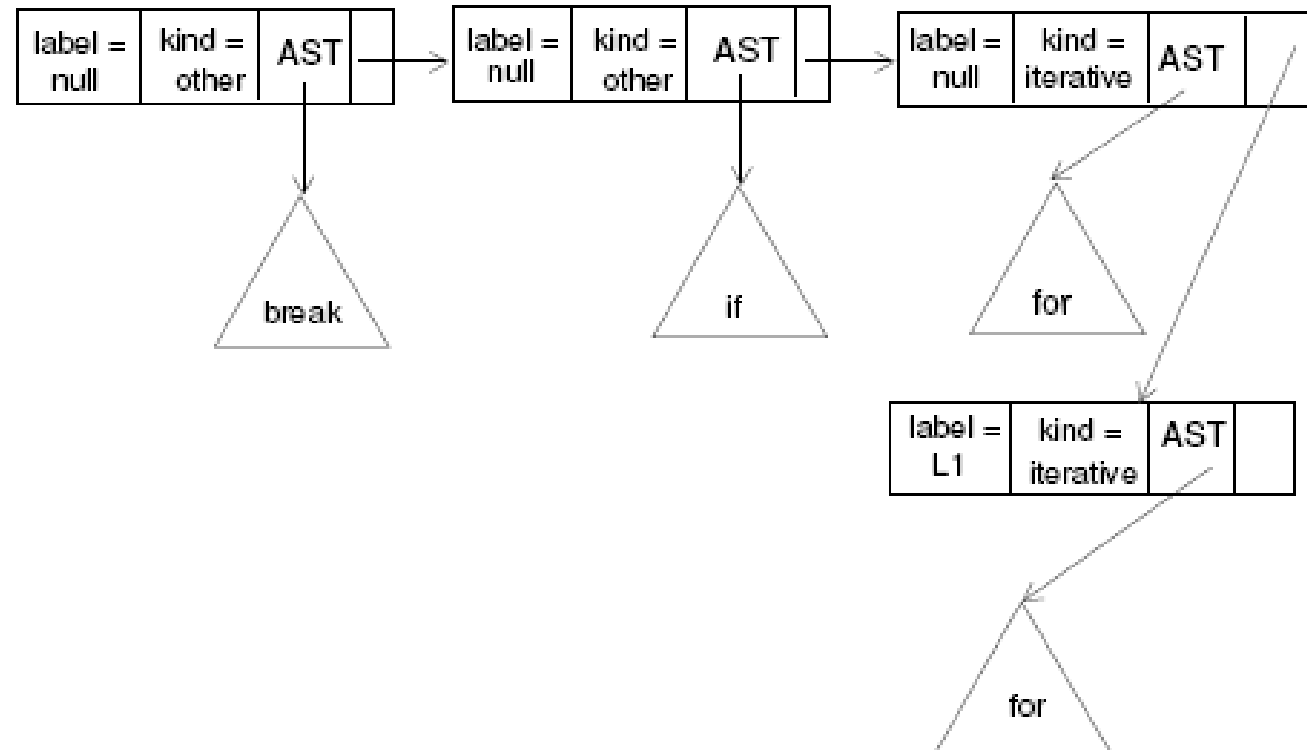 label =
null
kind =
other
AST
label =
null
kind =
other
AST
label =
null
kind =
iterative
AST
break
if
for
label =
L1
kind =
iterative
AST
for